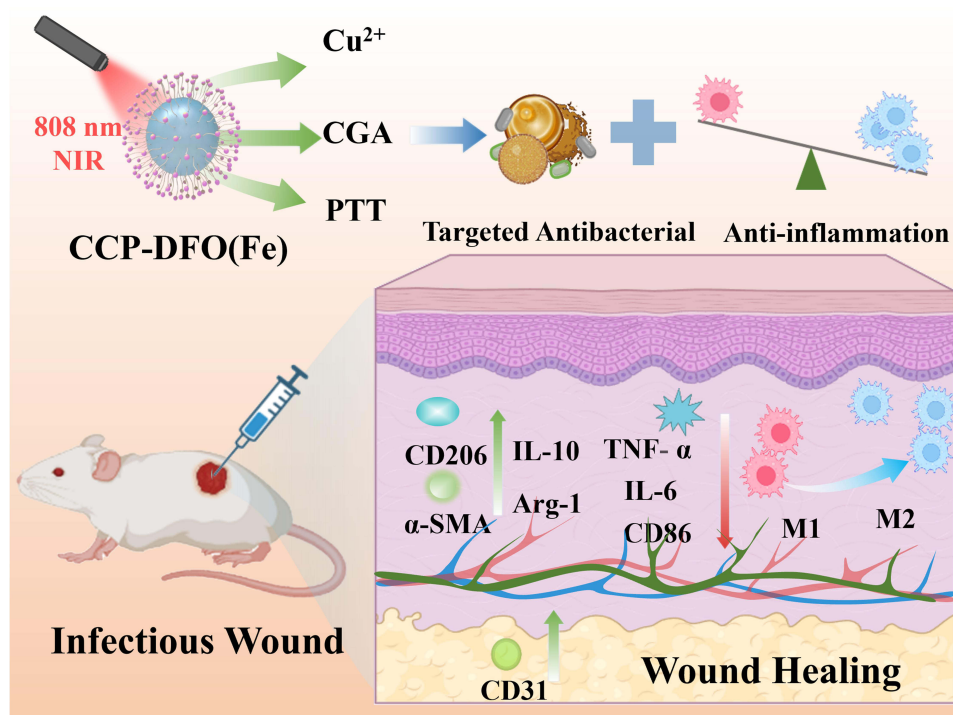 Cu²⁺
808 nm
NIR
CGA
PTT
CCP-DFO(Fe)
Targeted Antibacterial
Anti-inflammation
CD206
IL-10
α-SMA
Arg-1
TNF- α
IL-6
CD86
M1
M2
Infectious Wound
CD31
Wound Healing